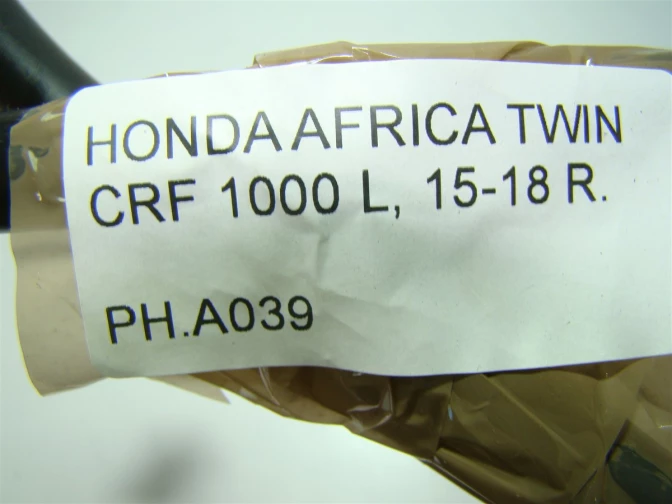 HONDA AFRICA TWIN
CRF 1000 L, 15-18 R.
PH.A039